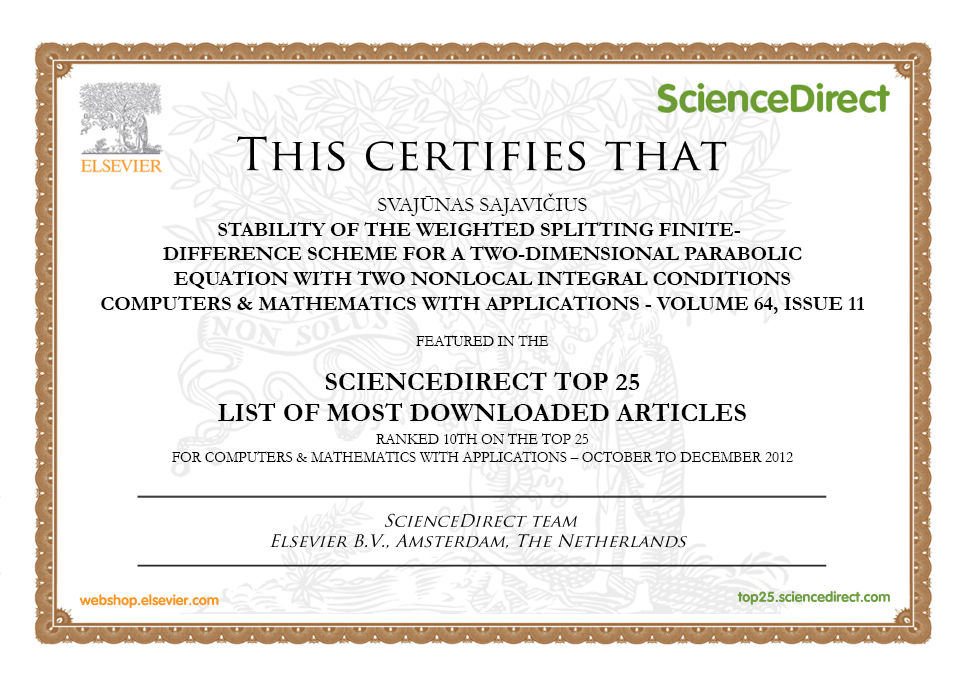 ELSEVIER
ScienceDirect
THIS CERTIFIES THAT
SVAJŪNAS SAJAVIČIUS
STABILITY OF THE WEIGHTED SPLITTING FINITE-
DIFFERENCE SCHEME FOR A TWO-DIMENSIONAL PARABOLIC
EQUATION WITH TWO NONLOCAL INTEGRAL CONDITIONS
COMPUTERS & MATHEMATICS WITH APPLICATIONS - VOLUME 64, ISSUE 11
NON SOLUS
FEATURED IN THE
SCIENCEDIRECT TOP 25
LIST OF MOST DOWNLOADED ARTICLES
RANKED 10TH ON THE TOP 25
FOR COMPUTERS & MATHEMATICS WITH APPLICATIONS – OCTOBER TO DECEMBER 2012
SCIENCEDIRECT TEAM
ELSEVIER B.V., AMSTERDAM, THE NETHERLANDS
webshop.elsevier.com
top25.sciencedirect.com